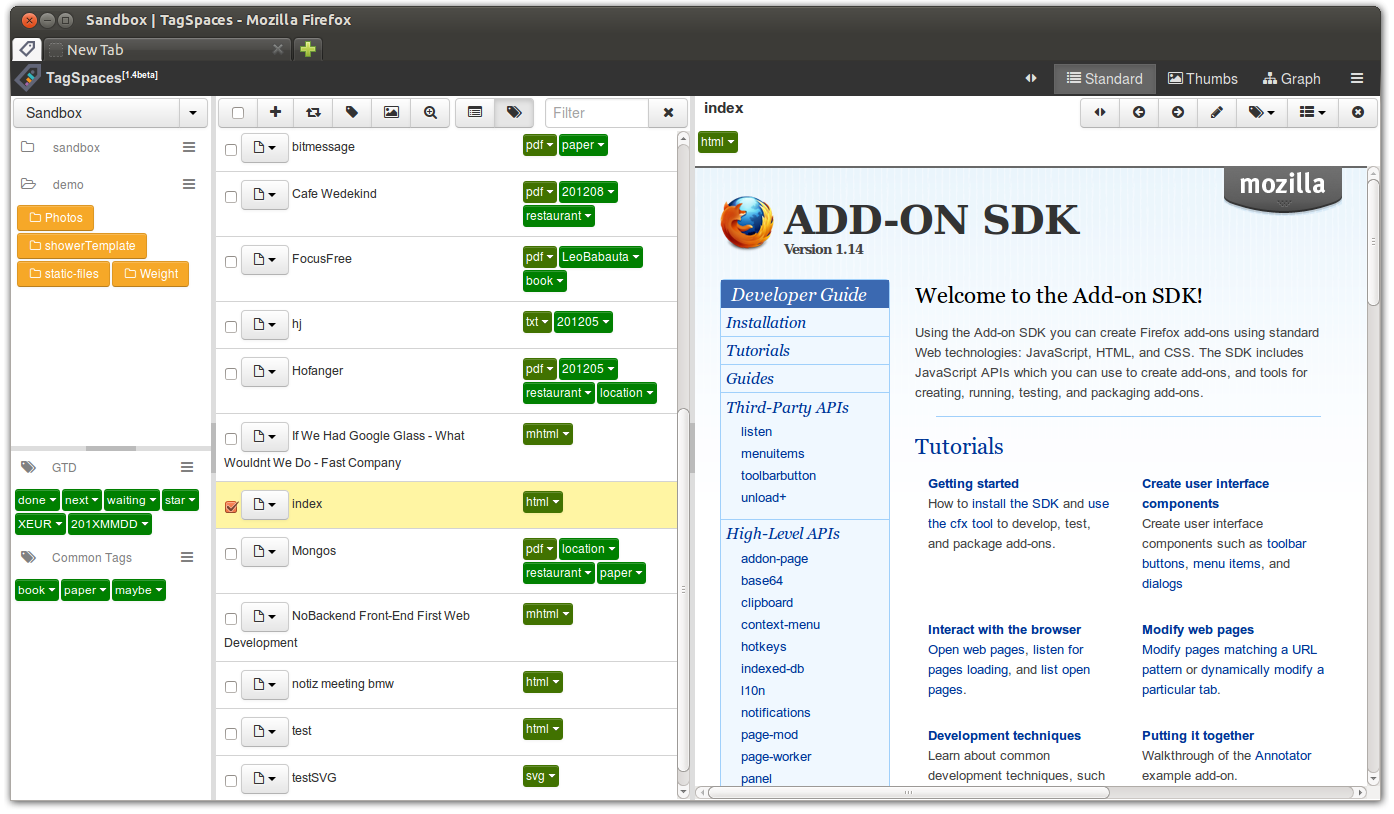 Sandbox | TagSpaces - Mozilla Firefox
New Tab
TagSpaces[1.4beta]
Standard
Thumbs
Graph
Sandbox
sandbox
demo
Photos
showerTemplate
static-files Weight
GTD
done next waiting star
XEUR 201XMMDD
Common Tags
book paper maybe
Filter
bitmessage
pdf paper
Cafe Wedekind
pdf 201208
restaurant
FocusFree
pdf LeoBabauta
book
hj
txt 201205
Hofanger
pdf 201205
restaurant location
If We Had Google Glass - What
Wouldnt We Do - Fast Company
mhtml
index
html
Mongos
pdf location
restaurant paper
NoBackend Front-End First Web
Development
mhtml
notiz meeting bmw
html
test
html
testSVG
svg
index
html
mozilla
ADD-ON SDK
Version 1.14
Developer Guide
Installation
Tutorials
Guides
Third-Party APIs
listen
menuitems
toolbarbutton
unload+
High-Level APIs
addon-page
base64
clipboard
context-menu
hotkeys
indexed-db
l10n
notifications
page-mod
page-worker
panel
Welcome to the Add-on SDK!
Using the Add-on SDK you can create Firefox add-ons using standard
Web technologies: JavaScript, HTML, and CSS. The SDK includes
JavaScript APIs which you can use to create add-ons, and tools for
creating, running, testing, and packaging add-ons.
Tutorials
Getting started
How to install the SDK and use
the cfx tool to develop, test,
and package add-ons.
Create user interface
components
Create user interface
components such as toolbar
buttons, menu items, and
dialogs
Interact with the browser
Open web pages, listen for
pages loading, and list open
pages.
Modify web pages
Modify pages matching a URL
pattern or dynamically modify a
particular tab.
Development techniques
Learn about common
development techniques, such
Putting it together
Walkthrough of the Annotator
example add-on.